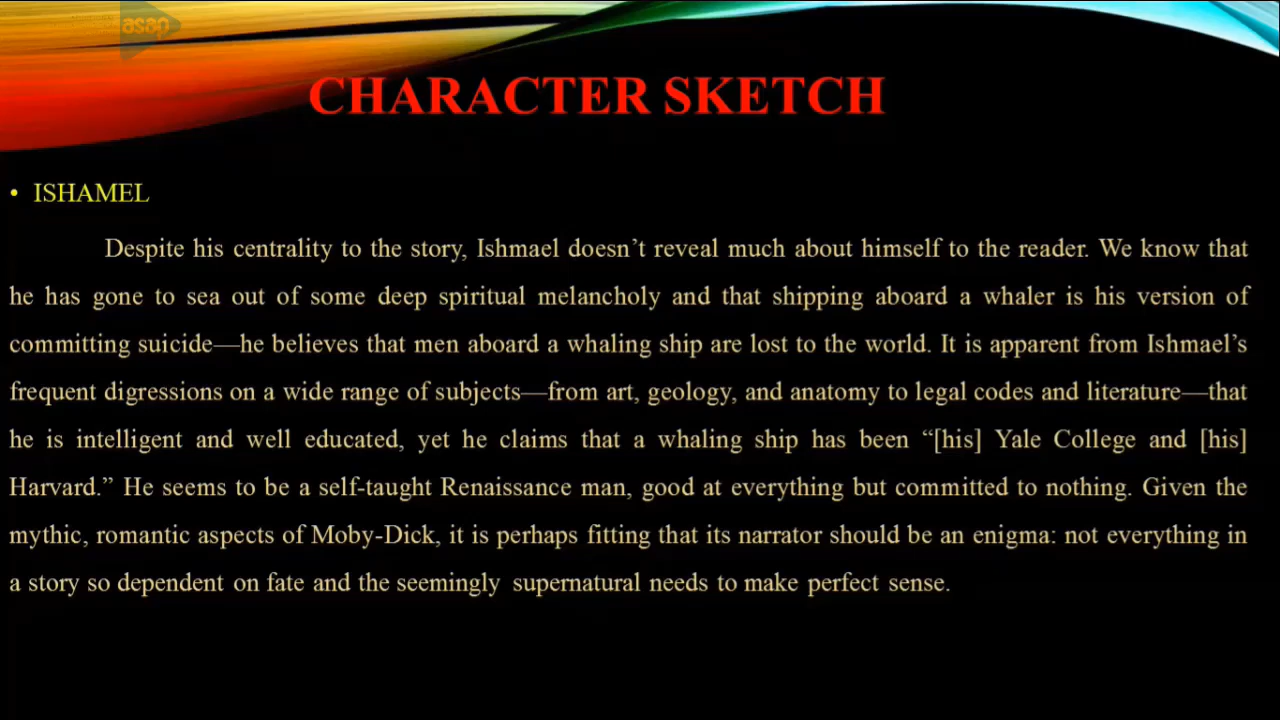 asap
CHARACTER SKETCH
• ISHAMEL
Despite his centrality to the story, Ishmael doesn’t reveal much about himself to the reader. We know that
he has gone to sea out of some deep spiritual melancholy and that shipping aboard a whaler is his version of
committing suicide—he believes that men aboard a whaling ship are lost to the world. It is apparent from Ishmael’s
frequent digressions on a wide range of subjects—from art, geology, and anatomy to legal codes and literature—that
he is intelligent and well educated, yet he claims that a whaling ship has been “[his] Yale College and [his]
Harvard.” He seems to be a self-taught Renaissance man, good at everything but committed to nothing. Given the
mythic, romantic aspects of Moby-Dick, it is perhaps fitting that its narrator should be an enigma: not everything in
a story so dependent on fate and the seemingly supernatural needs to make perfect sense.